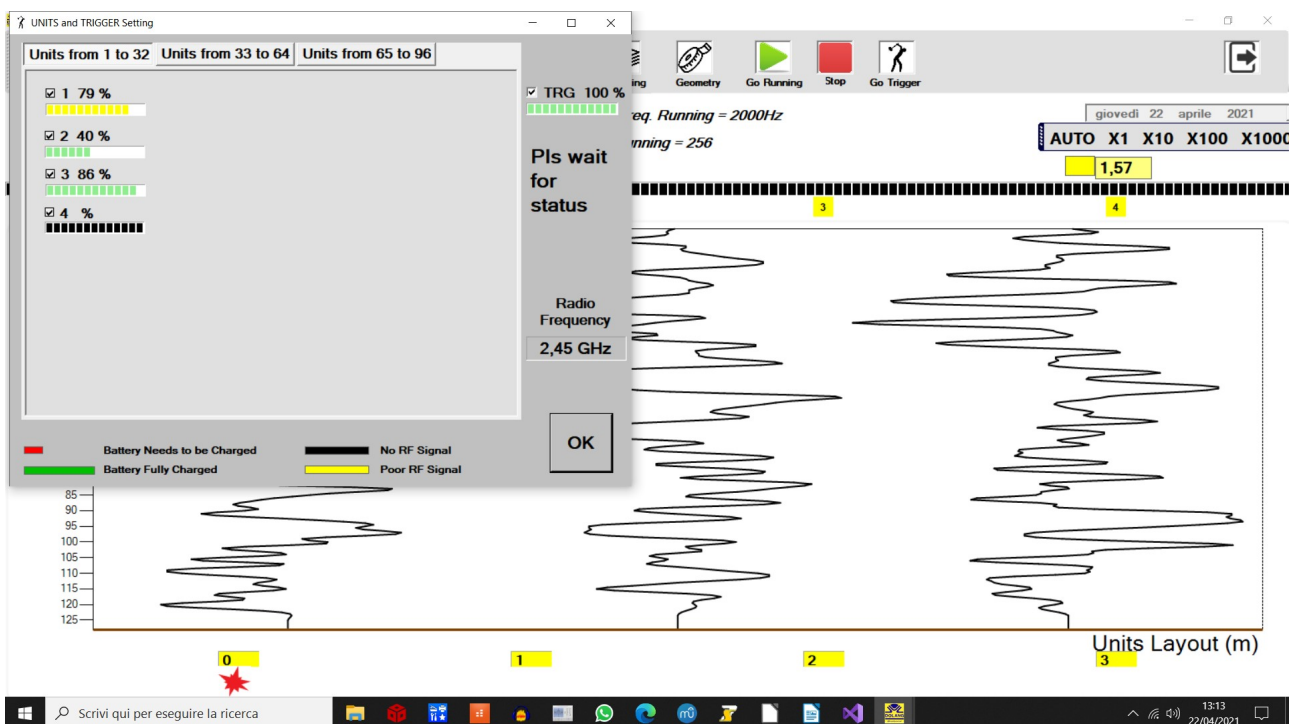 UNITS and TRIGGER Setting
Units from 1 to 32 Units from 33 to 64 Units from 65 to 96
1 79 %
2 40 %
3 86 %
4 %
TRG 100 %
Pls wait
for
status
Radio
Frequency
2,45 GHz
OK
Battery Needs to be Charged
No RF Signal
Battery Fully Charged
Poor RF Signal
Geometry
Go Running
Stop
Go Trigger
eq. Running = 2000Hz
nning = 256
giovedì 22 aprile 2021
AUTO X1 X10 X100 X1000
1,57
3
4
85
90
95
100
105
110
115
120
125
Units Layout (m)
0
1
2
3
Scrivi qui per eseguire la ricerca
13:13
22/04/2021